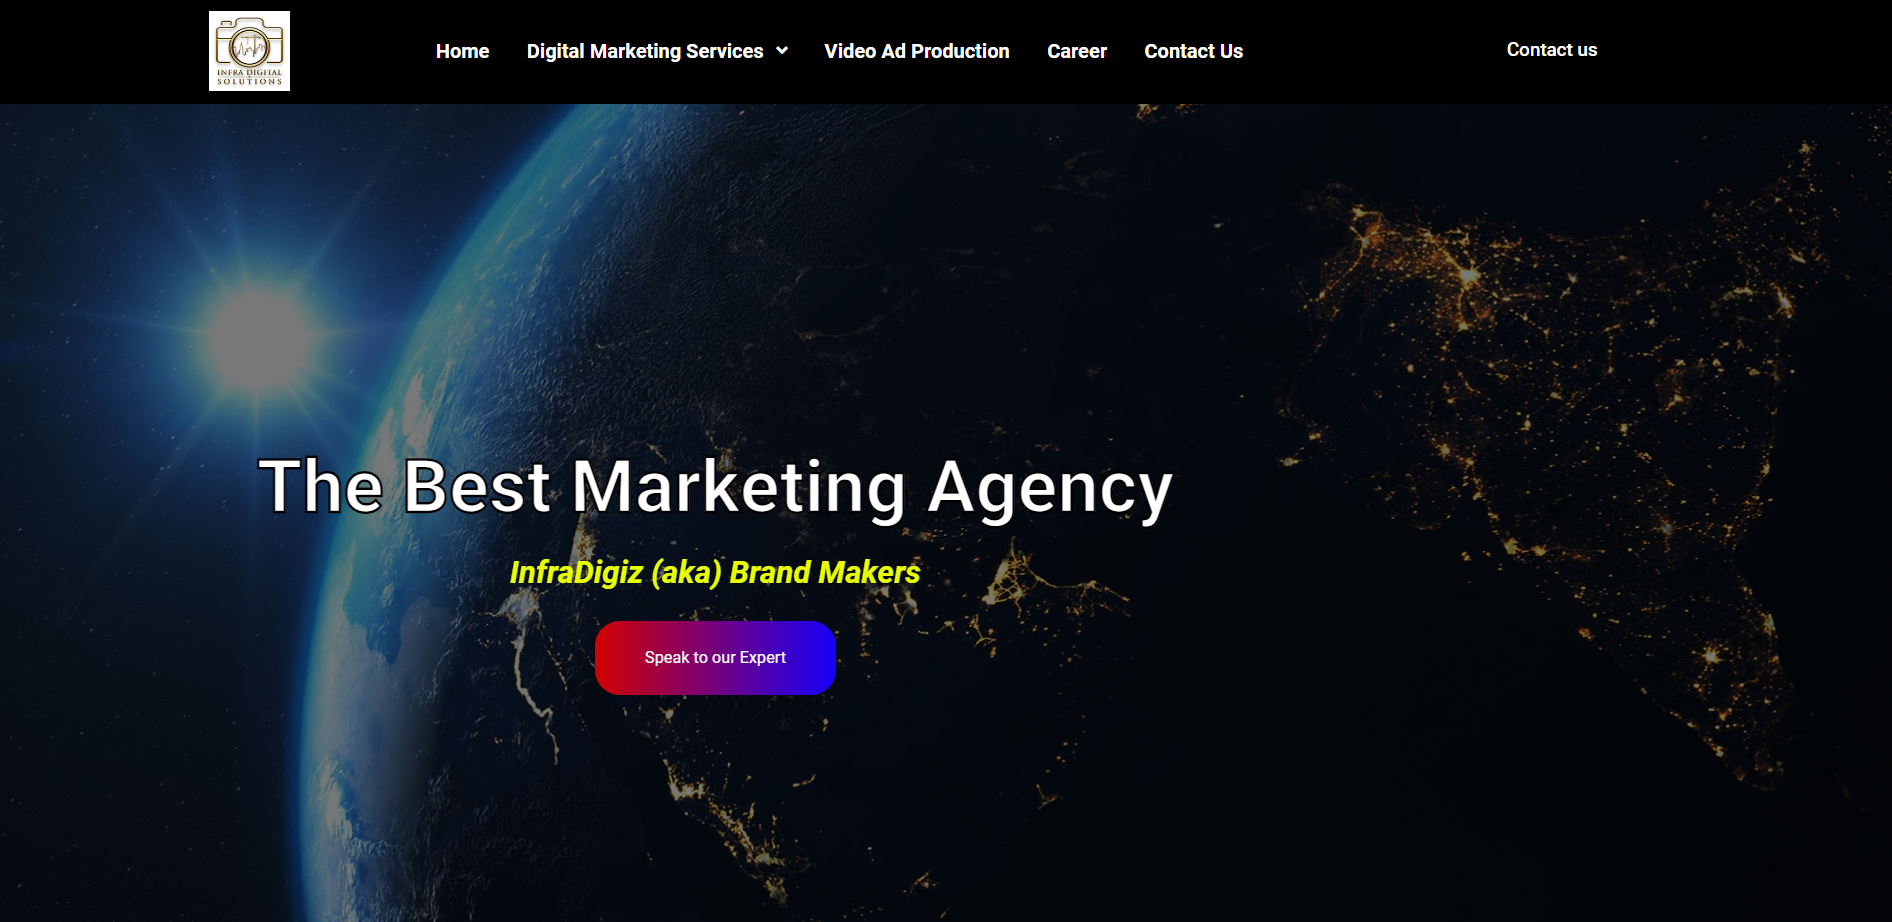 INFRA DIGITAL
SOLUTIONS
Home
Digital Marketing Services
Video Ad Production
Career
Contact Us
Contact us
The Best Marketing Agency
InfraDigiz (aka) Brand Makers
Speak to our Expert